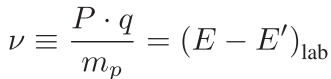 ν ≡ P · q / m_p = (E − E′)_lab